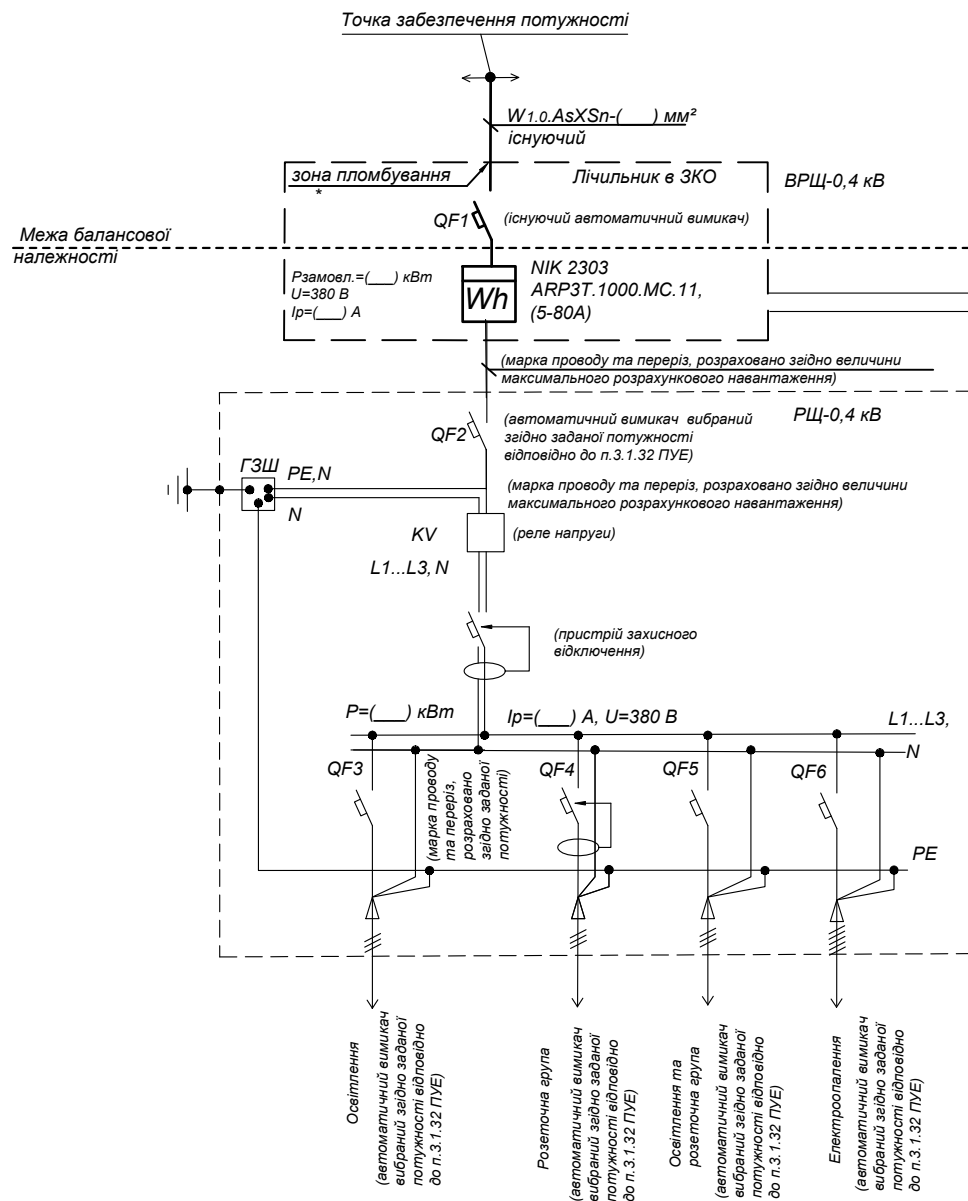 Точка забезпечення потужності
W1.0.AsXSn-(___) мм²
існуючий
зона пломбування
*
Лічильник в ЗКО
ВРЩ-0,4 кВ
QF1
(існуючий автоматичний вимикач)
Межа балансової
належності
Рзамовл.=(___) кВт
U=380 В
Ip=(___) А
Wh
NIK 2303
ARP3T.1000.MC.11,
(5-80А)
(марка проводу та переріз, розраховано згідно величини
максимального розрахункового навантаження)
РЩ-0,4 кВ
QF2
(автоматичний вимикач вибраний
згідно заданої потужності
відповідно до п.3.1.32 ПУЕ)
ГЗШ
PE,N
N
(марка проводу та переріз, розраховано згідно величини
максимального розрахункового навантаження)
KV
(реле напруги)
L1...L3, N
(пристрій захисного
відключення)
P=(___) кВт
Ip=(___) А, U=380 В
L1...L3,
N
QF3
(марка проводу
та переріз,
розраховано
згідно заданої
потужності)
QF4
QF5
QF6
PE
Освітлення
(автоматичний вимикач
вибраний згідно заданої
потужності відповідно
до п.3.1.32 ПУЕ)
Розеточна група
(автоматичний вимикач
вибраний згідно заданої
потужності відповідно
до п.3.1.32 ПУЕ)
Освітлення та
розеточна група
(автоматичний вимикач
вибраний згідно заданої
потужності відповідно
до п.3.1.32 ПУЕ)
Електроопалення
(автоматичний вимикач
вибраний згідно заданої
потужності відповідно
до п.3.1.32 ПУЕ)